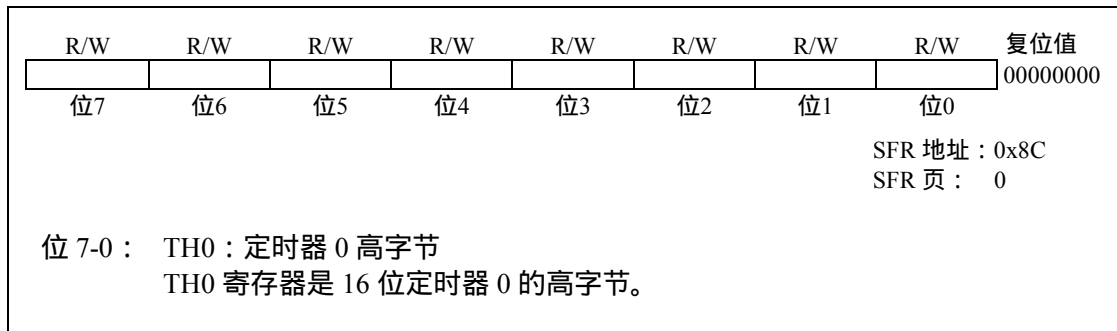 R/W R/W R/W R/W R/W R/W R/W R/W 复位值
00000000
位7 位6 位5 位4 位3 位2 位1 位0
SFR 地址：0x8C
SFR 页： 0
位 7-0： TH0：定时器 0 高字节
TH0 寄存器是 16 位定时器 0 的高字节。